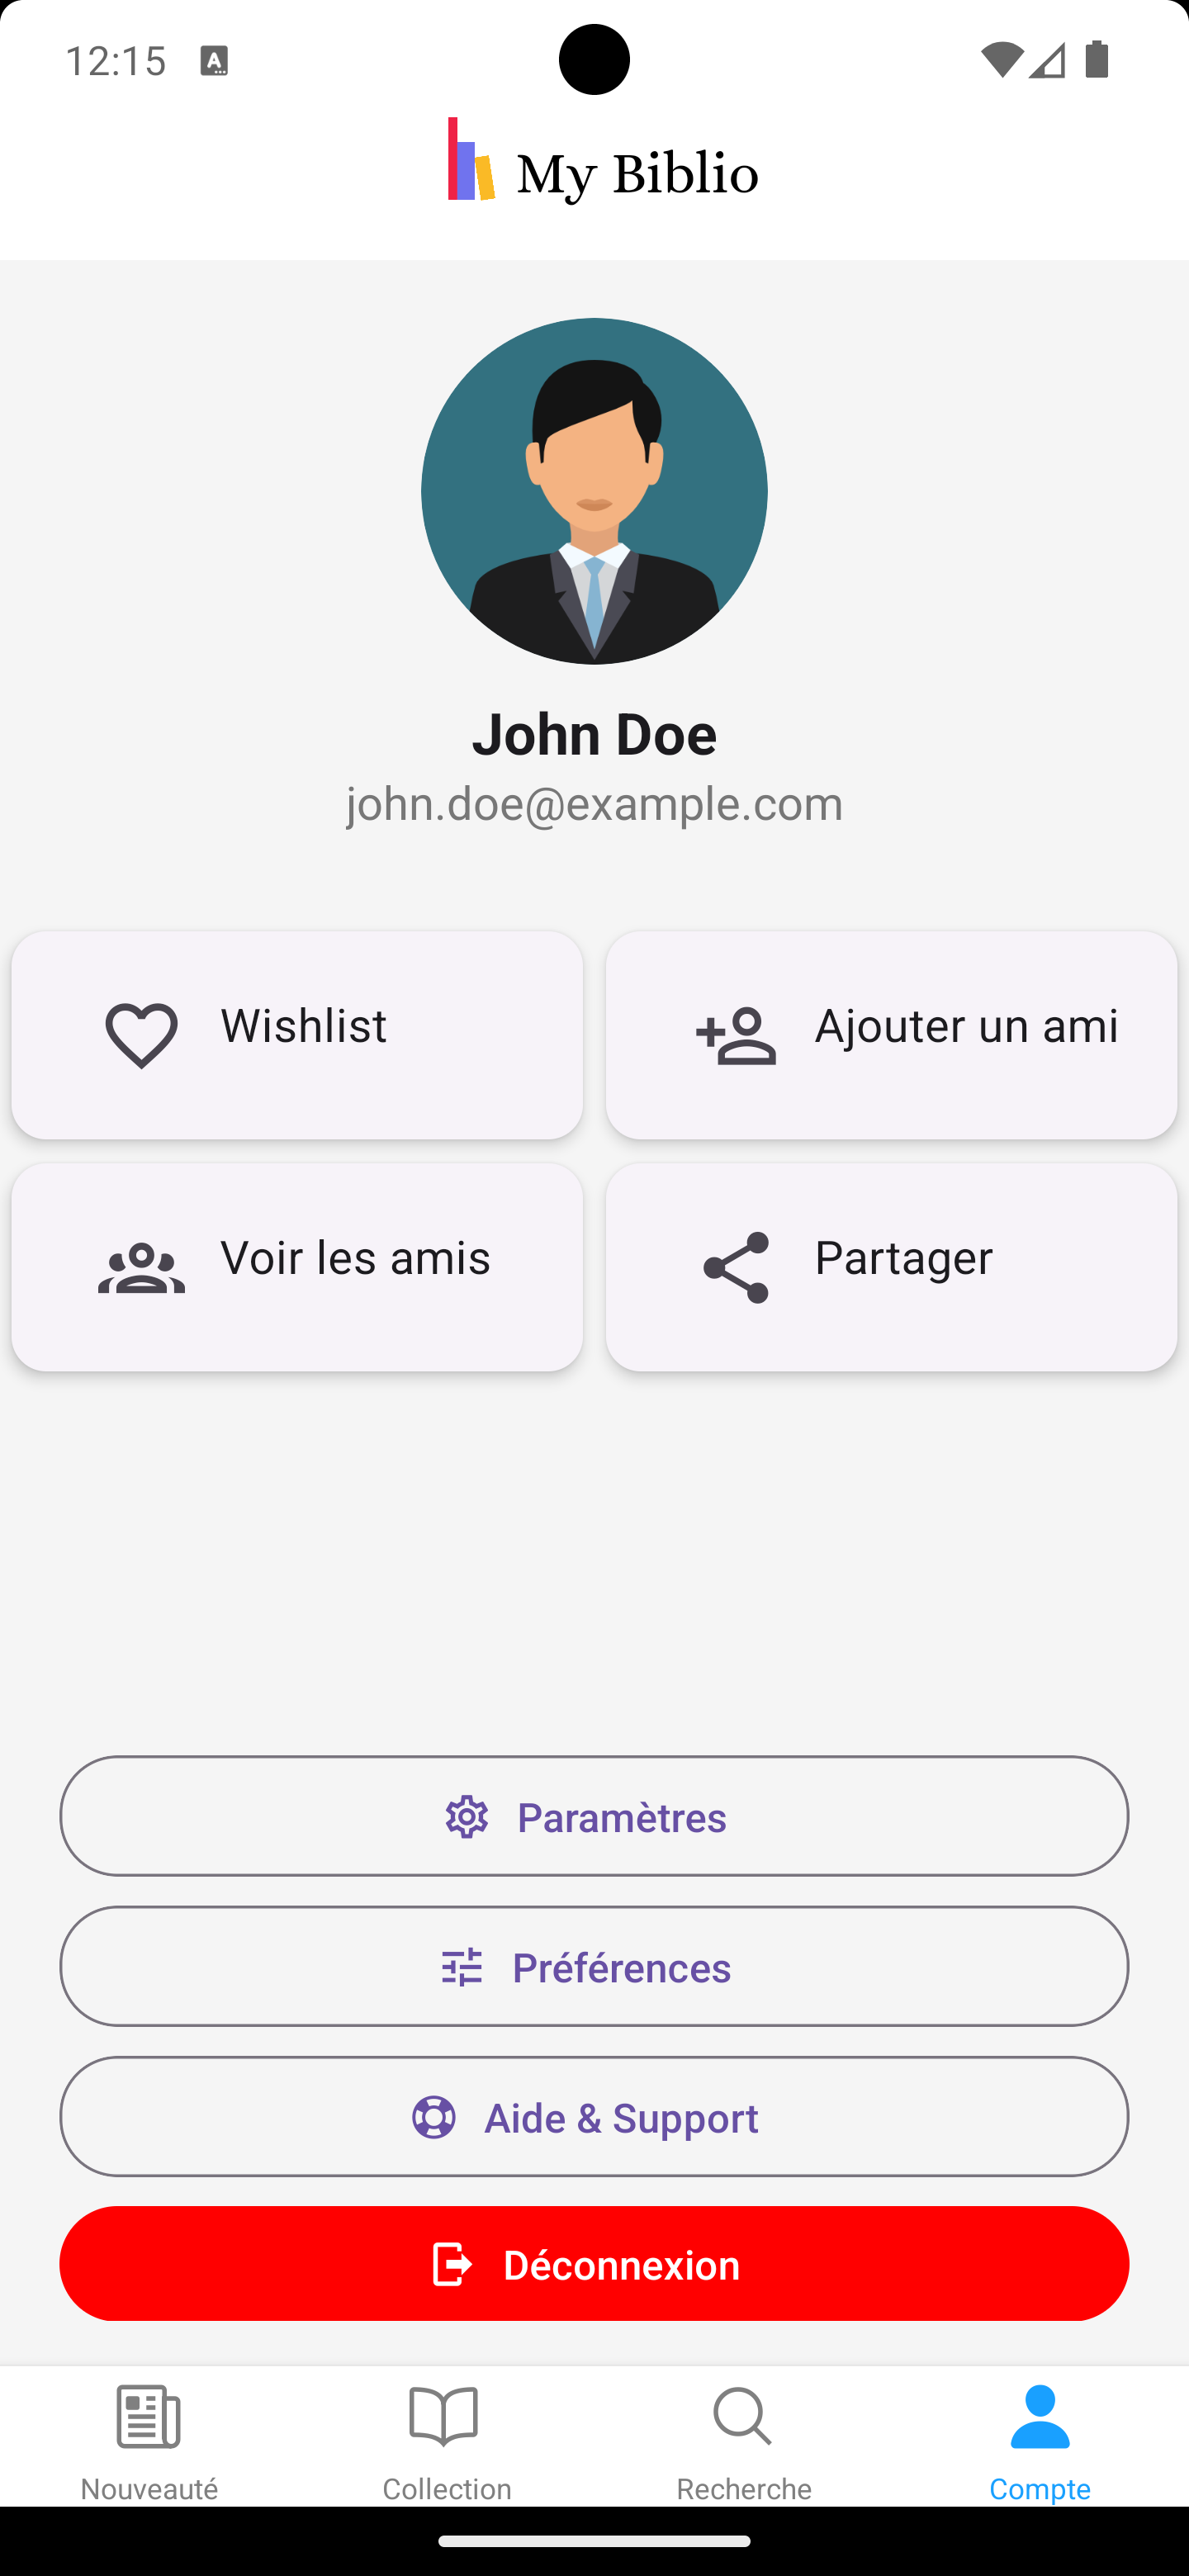 12:15
My Biblio
John Doe
john.doe@example.com
Wishlist
Ajouter un ami
Voir les amis
Partager
Paramètres
Préférences
Aide & Support
Déconnexion
Nouveauté
Collection
Recherche
Compte